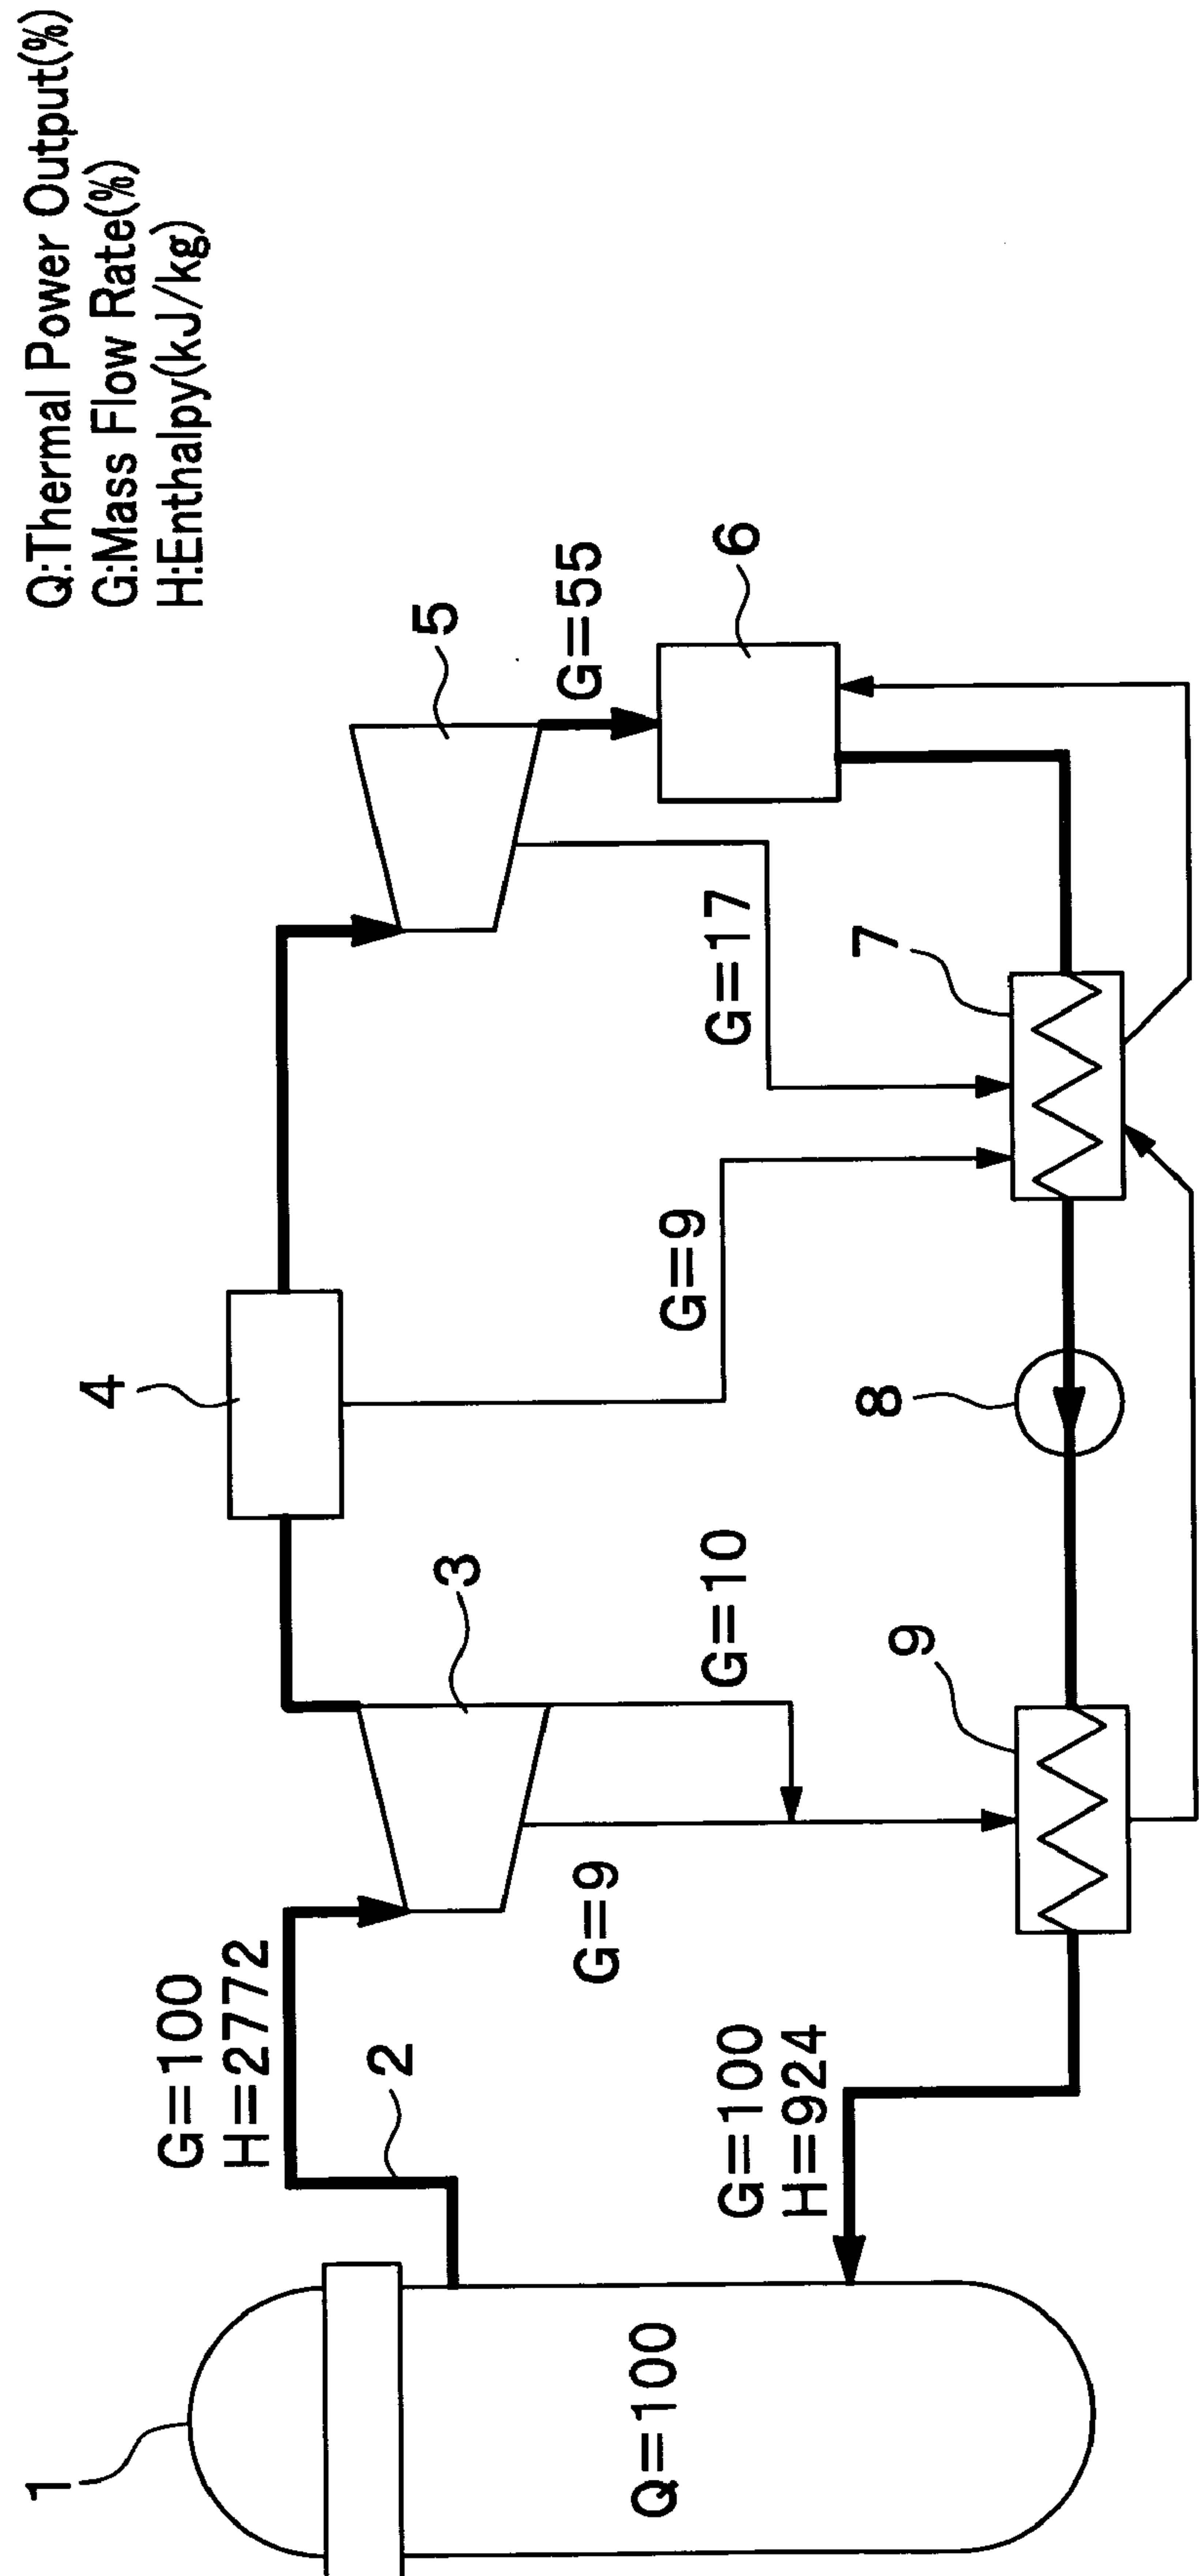 Q:Thermal Power Output(%)
G:Mass Flow Rate(%)
H:Enthalpy(kJ/kg)
1
Q=100
2
G=100
H=2772
3
G=9
G=10
4
G=9
5
G=17
G=55
6
7
8
9
G=100
H=924